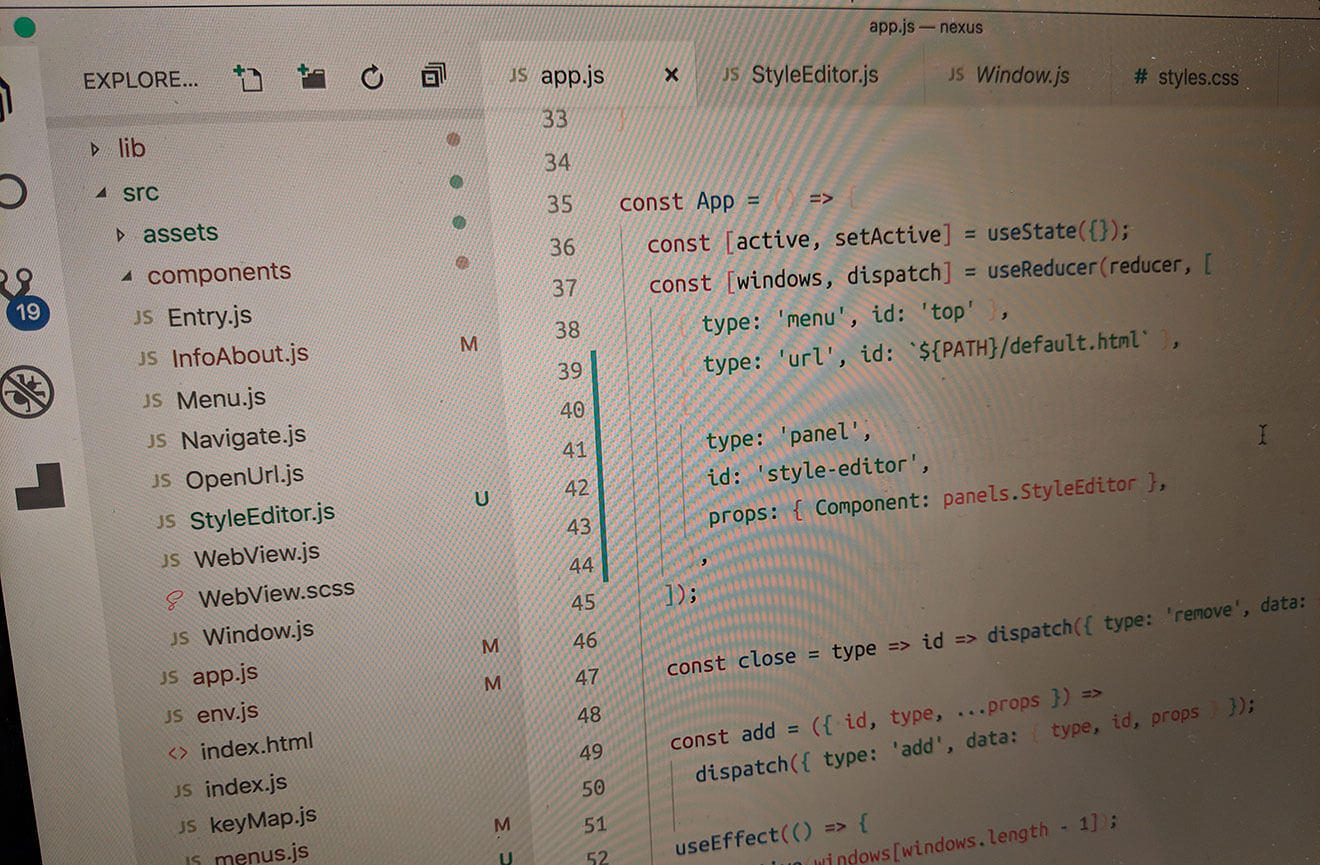 app.js — nexus
EXPLORE...
JS app.js × JS StyleEditor.js JS Window.js # styles.css
lib
src
assets
components
JS Entry.js
JS InfoAbout.js M
JS Menu.js
JS Navigate.js
JS OpenUrl.js
JS StyleEditor.js U
JS WebView.js
WebView.scss
JS Window.js
JS app.js M
JS env.js M
<> index.html
JS index.js
JS keyMap.js M
JS menus.js U
19
33 }
34
35 const App = () => {
36 const [active, setActive] = useState({});
37 const [windows, dispatch] = useReducer(reducer, [
38 { type: 'menu', id: 'top' },
39 { type: 'url', id: `${PATH}/default.html` },
40 {
41 type: 'panel',
42 id: 'style-editor',
43 props: { Component: panels.StyleEditor },
44 },
45 ]);
46
47 const close = type => id => dispatch({ type: 'remove', data:
48
49 const add = ({ id, type, ...props }) =>
50 dispatch({ type: 'add', data: { type, id, props } });
51
52 useEffect(() => {
windows[windows.length - 1]);